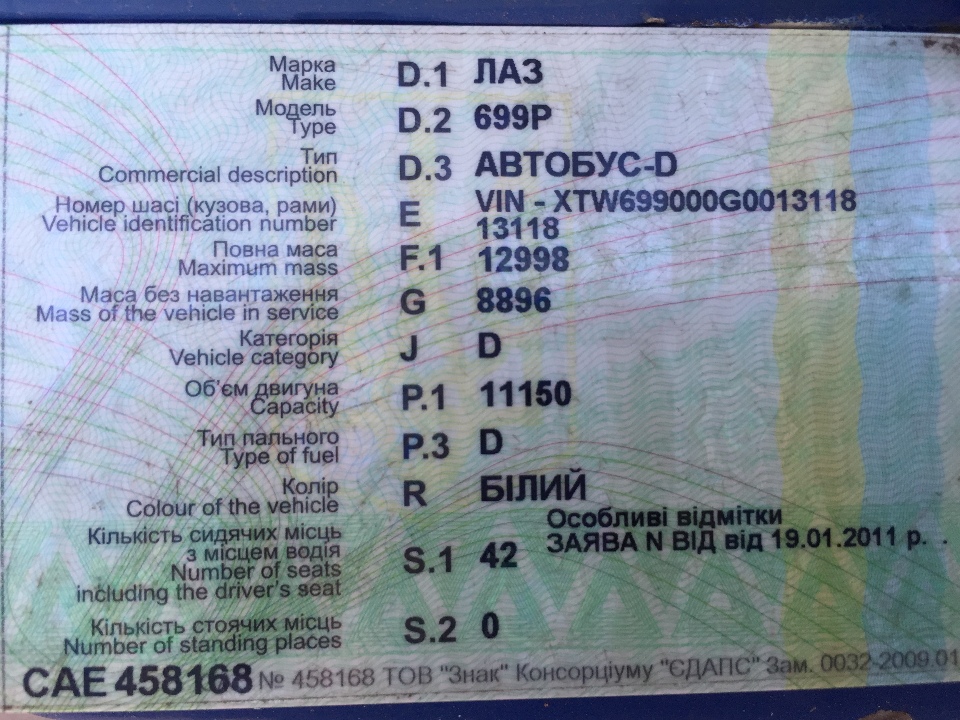 Марка
Make D.1 ЛАЗ
Модель
Type D.2 699Р
Тип
Commercial description D.3 АВТОБУС-D
Номер шасі (кузова, рами)
Vehicle identification number E VIN - XTW699000G0013118
13118
Повна маса
Maximum mass F.1 12998
Маса без навантаження
Mass of the vehicle in service G 8896
Категорія
Vehicle category J D
Об'єм двигуна
Capacity P.1 11150
Тип пального
Type of fuel P.3 D
Колір
Colour of the vehicle R БІЛИЙ
Кількість сидячих місць
з місцем водія
Number of seats
including the driver's seat S.1 42
Особливі відмітки
ЗАЯВА N ВІД від 19.01.2011 р. .
Кількість стоячих місць
Number of standing places S.2 0
САЕ 458168 № 458168 ТОВ "Знак" Консорціуму "ЄДАПС" Зам. 0032-2009.01